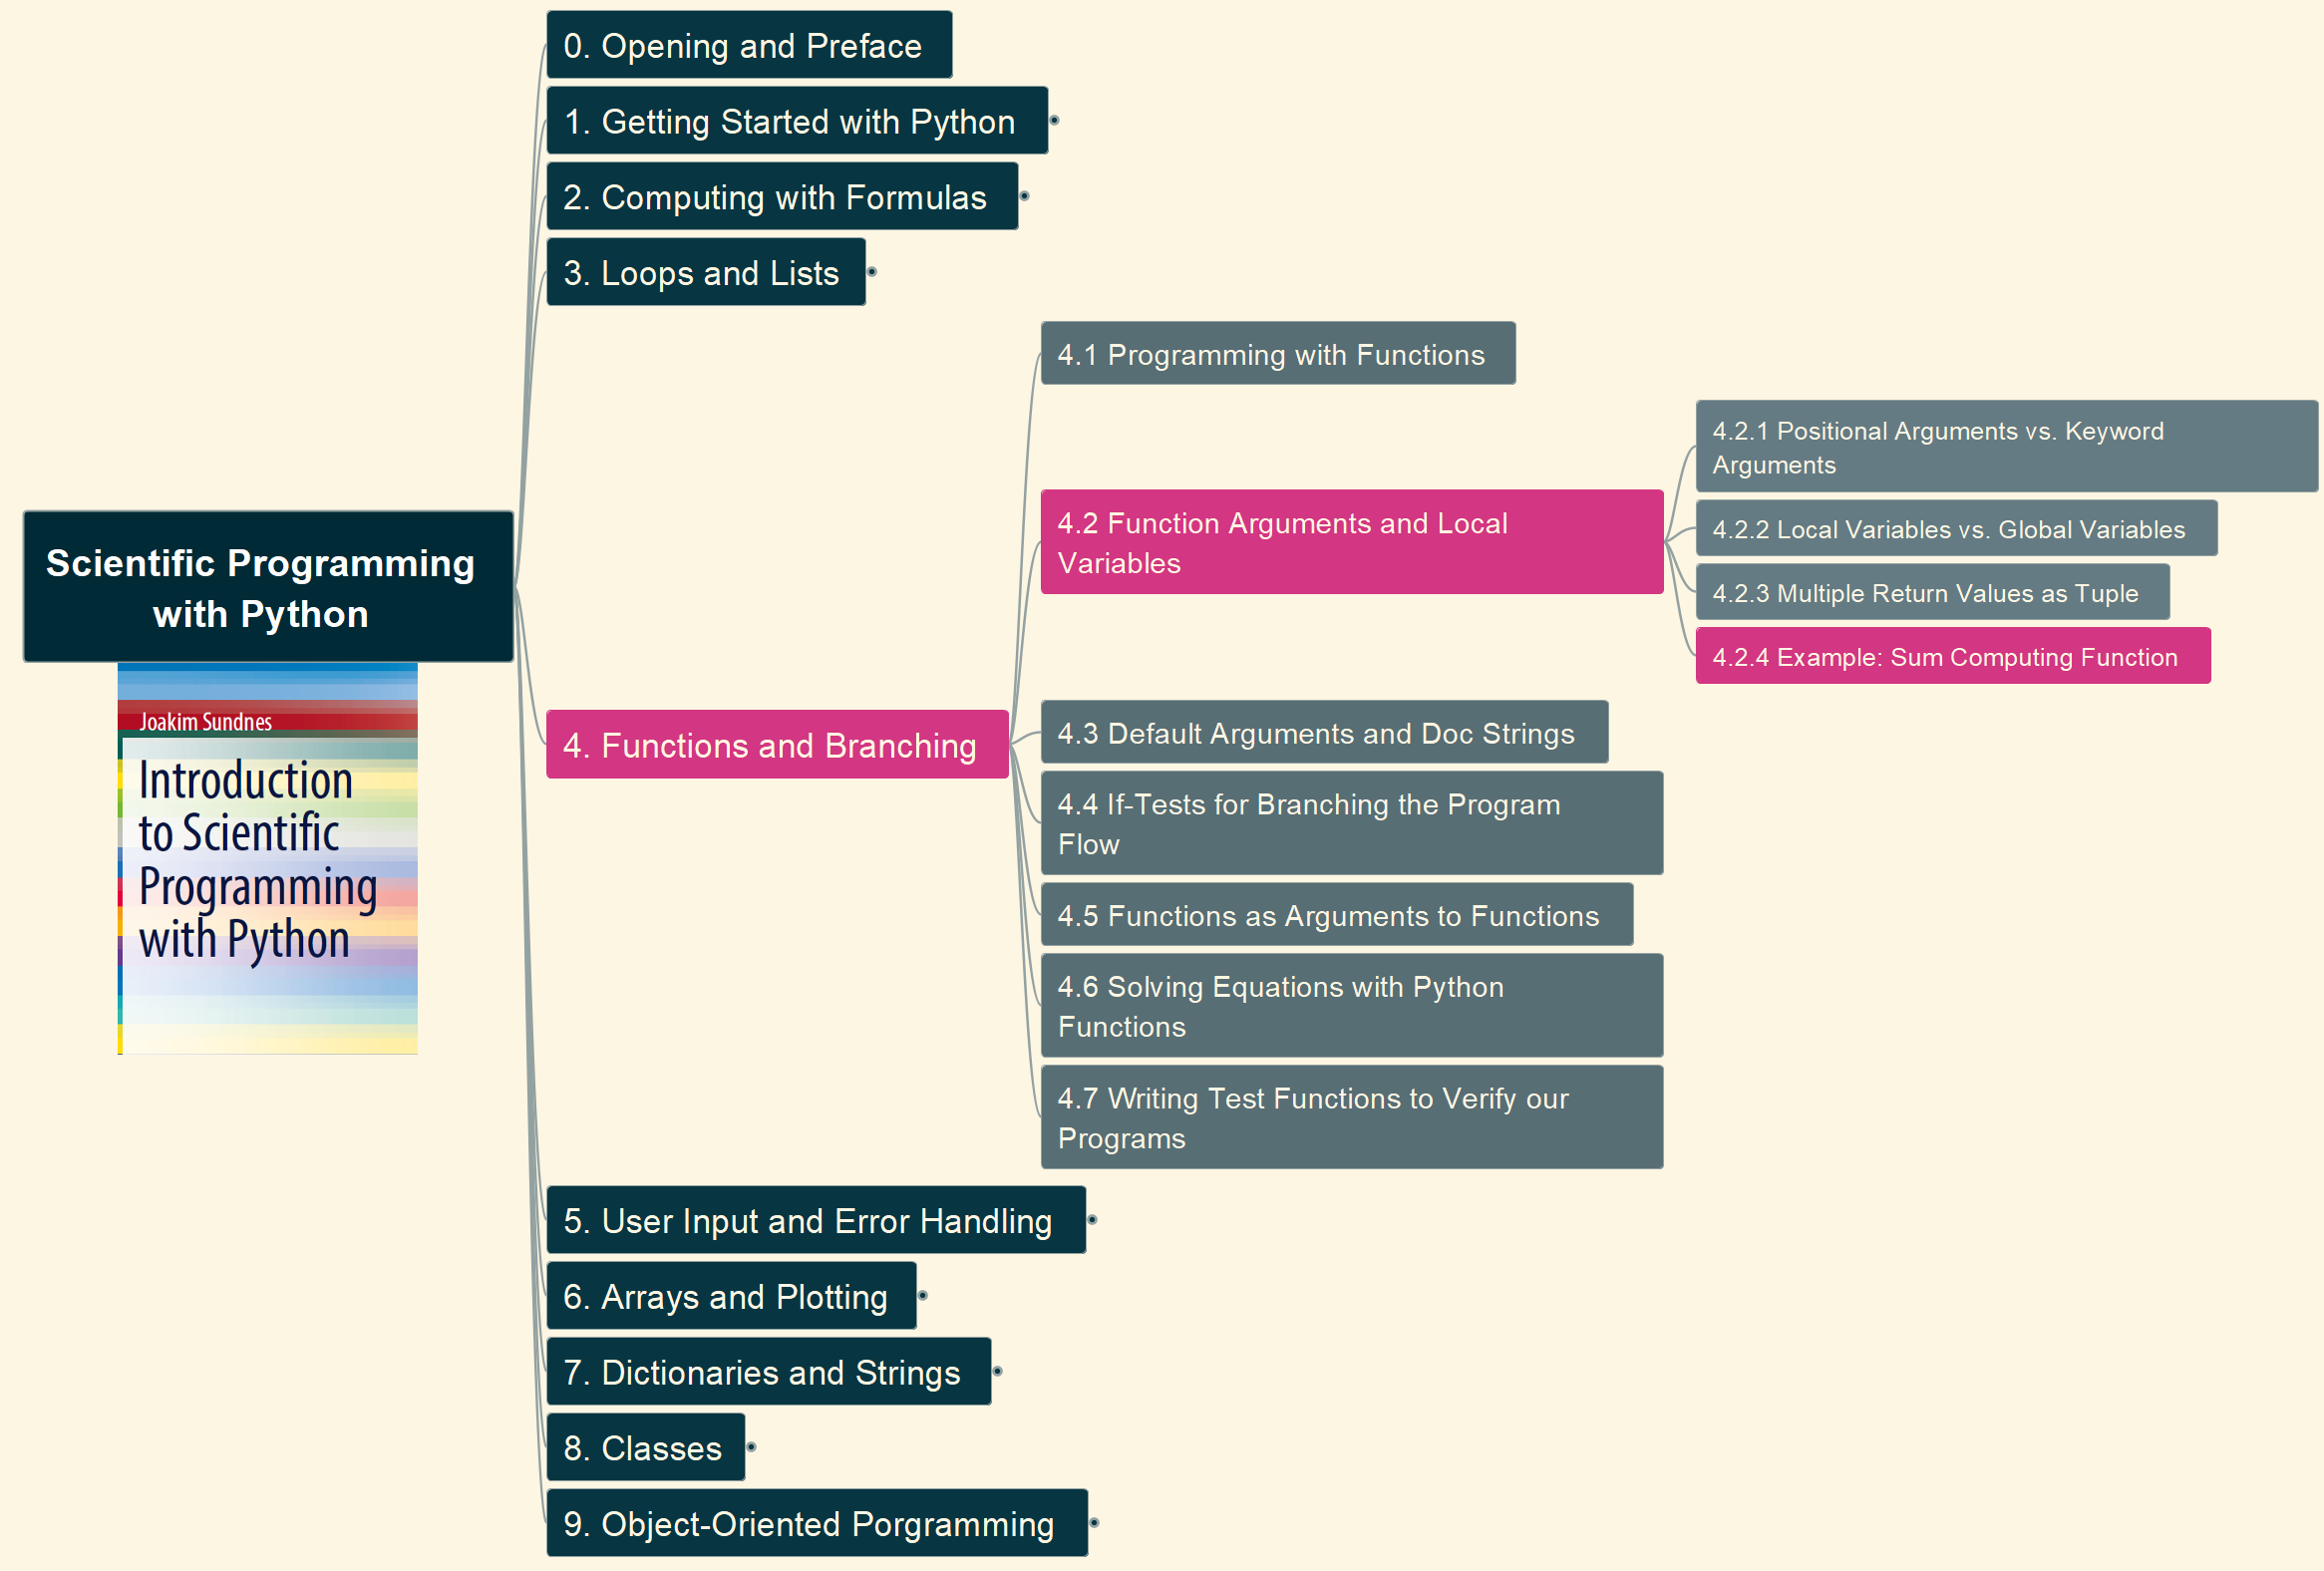 0. Opening and Preface
1. Getting Started with Python
2. Computing with Formulas
3. Loops and Lists
4.1 Programming with Functions
4.2.1 Positional Arguments vs. Keyword
Arguments
4.2 Function Arguments and Local
Variables
4.2.2 Local Variables vs. Global Variables
4.2.3 Multiple Return Values as Tuple
4.2.4 Example: Sum Computing Function
Scientific Programming
with Python
Joakim Sundnes
Introduction
to Scientific
Programming
with Python
4. Functions and Branching
4.3 Default Arguments and Doc Strings
4.4 If-Tests for Branching the Program
Flow
4.5 Functions as Arguments to Functions
4.6 Solving Equations with Python
Functions
4.7 Writing Test Functions to Verify our
Programs
5. User Input and Error Handling
6. Arrays and Plotting
7. Dictionaries and Strings
8. Classes
9. Object-Oriented Porgramming